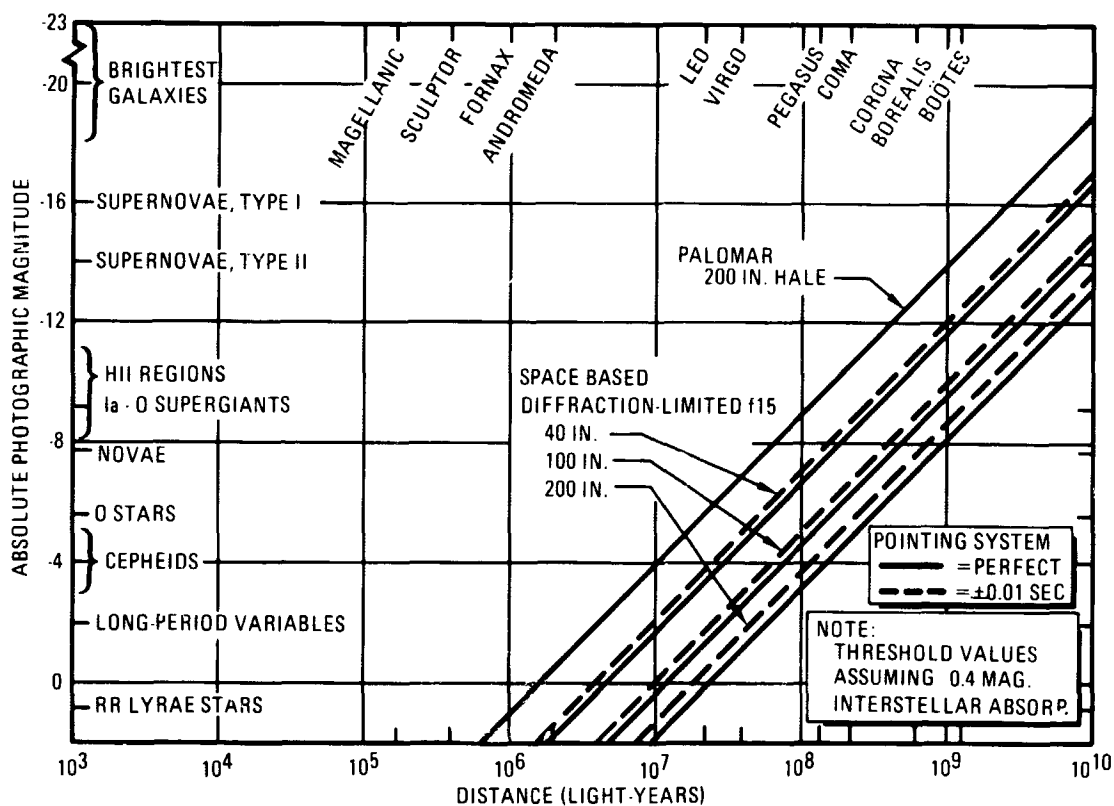 -23
-20
-16
-12
-8
-4
0
ABSOLUTE PHOTOGRAPHIC MAGNITUDE
BRIGHTEST
GALAXIES
SUPERNOVAE, TYPE I
SUPERNOVAE, TYPE II
HII REGIONS
Ia - O SUPERGIANTS
NOVAE
O STARS
CEPHEIDS
LONG-PERIOD VARIABLES
RR LYRAE STARS
MAGELLANIC
SCULPTOR
FORNAX
ANDROMEDA
LEO
VIRGO
PEGASUS
COMA
CORGNA
BOREALIS
BOÖTES
PALOMAR
200 IN. HALE
SPACE BASED
DIFFRACTION-LIMITED f15
40 IN.
100 IN.
200 IN.
POINTING SYSTEM
= PERFECT
= ±0.01 SEC
NOTE:
THRESHOLD VALUES
ASSUMING 0.4 MAG.
INTERSTELLAR ABSORP.
10³ 10⁴ 10⁵ 10⁶ 10⁷ 10⁸ 10⁹ 10¹⁰
DISTANCE (LIGHT-YEARS)